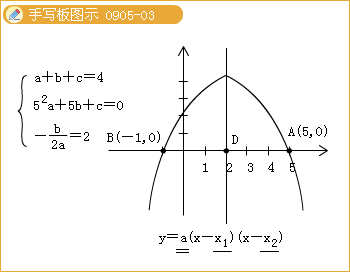 手写板图示 0905-03
a+b+c=4
5²a+5b+c=0
-b/2a=2
B(-1,0)
D
A(5,0)
1 2 3 4 5
y=a(x-x₁)(x-x₂)